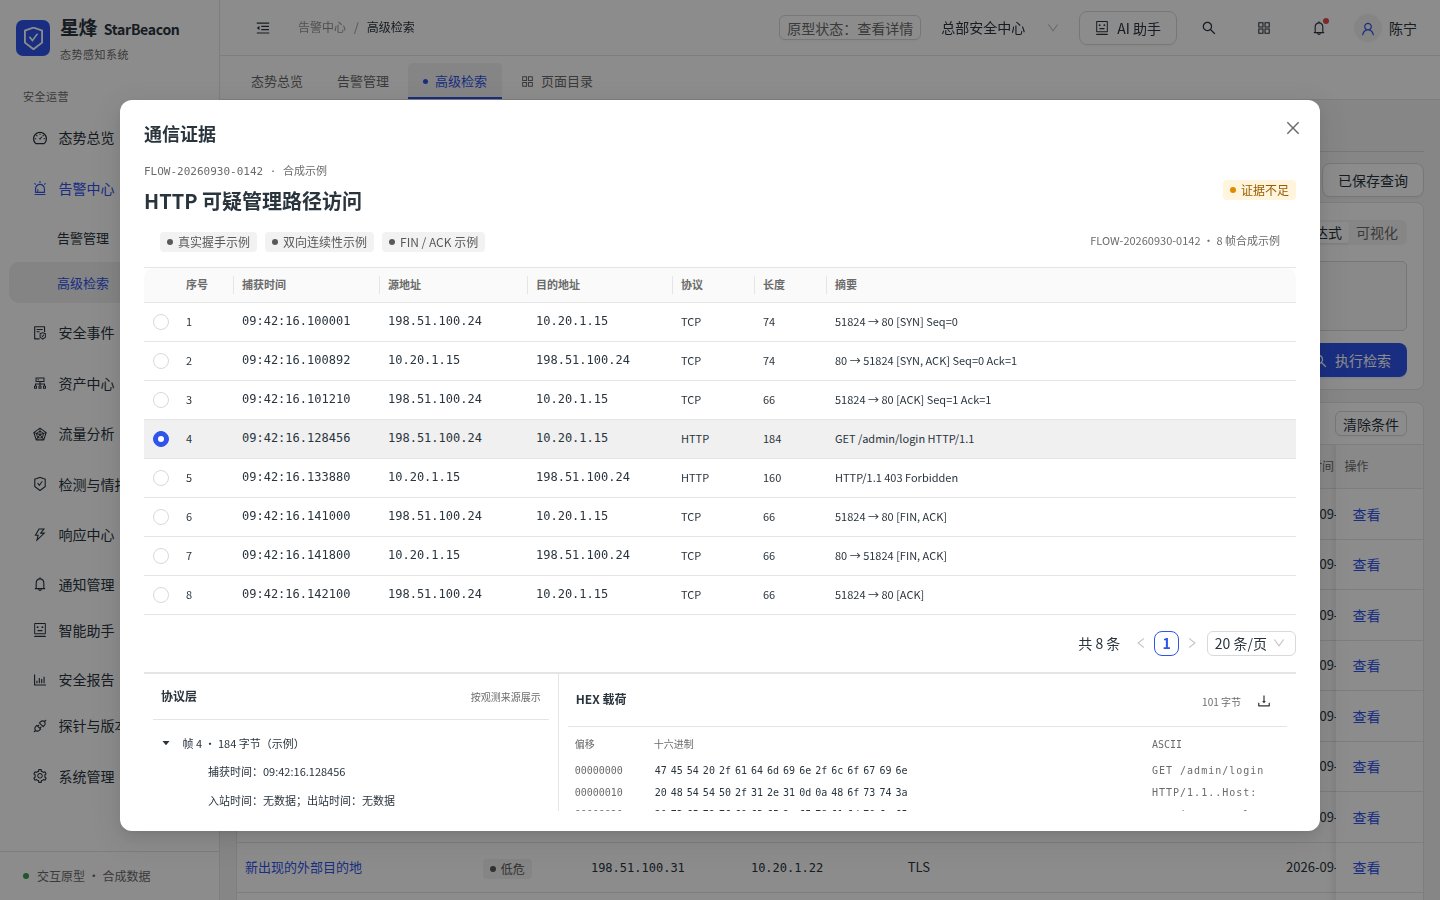 星烽 StarBeacon
态势感知系统
告警中心 / 高级检索
原型状态：查看详情
总部安全中心
AI 助手
陈宁
安全运营
态势总览
告警管理
高级检索
页面目录
态势总览
告警中心
告警管理
高级检索
安全事件
资产中心
流量分析
检测与情
响应中心
通知管理
智能助手
安全报告
探针与版
系统管理
交互原型 · 合成数据
已保存查询
达式 可视化
执行检索
清除条件
间 操作
09- 查看
09- 查看
09- 查看
09- 查看
09- 查看
09- 查看
09- 查看
通信证据
FLOW-20260930-0142 · 合成示例
HTTP 可疑管理路径访问
证据不足
真实握手示例 双向连续性示例 FIN / ACK 示例
FLOW-20260930-0142 · 8 帧合成示例
序号 捕获时间 源地址 目的地址 协议 长度 摘要
1 09:42:16.100001 198.51.100.24 10.20.1.15 TCP 74 51824 → 80 [SYN] Seq=0
2 09:42:16.100892 10.20.1.15 198.51.100.24 TCP 74 80 → 51824 [SYN, ACK] Seq=0 Ack=1
3 09:42:16.101210 198.51.100.24 10.20.1.15 TCP 66 51824 → 80 [ACK] Seq=1 Ack=1
4 09:42:16.128456 198.51.100.24 10.20.1.15 HTTP 184 GET /admin/login HTTP/1.1
5 09:42:16.133880 10.20.1.15 198.51.100.24 HTTP 160 HTTP/1.1 403 Forbidden
6 09:42:16.141000 198.51.100.24 10.20.1.15 TCP 66 51824 → 80 [FIN, ACK]
7 09:42:16.141800 10.20.1.15 198.51.100.24 TCP 66 80 → 51824 [FIN, ACK]
8 09:42:16.142100 198.51.100.24 10.20.1.15 TCP 66 51824 → 80 [ACK]
共 8 条 1 20 条/页
协议层 按观测来源展示
帧 4 · 184 字节（示例）
捕获时间：09:42:16.128456
入站时间：无数据；出站时间：无数据
HEX 载荷 101 字节
偏移 十六进制 ASCII
00000000 47 45 54 20 2f 61 64 6d 69 6e 2f 6c 6f 67 69 6e GET /admin/login
00000010 20 48 54 54 50 2f 31 2e 31 0d 0a 48 6f 73 74 3a HTTP/1.1..Host:
新出现的外部目的地 低危 198.51.100.31 10.20.1.22 TLS 2026-09- 查看